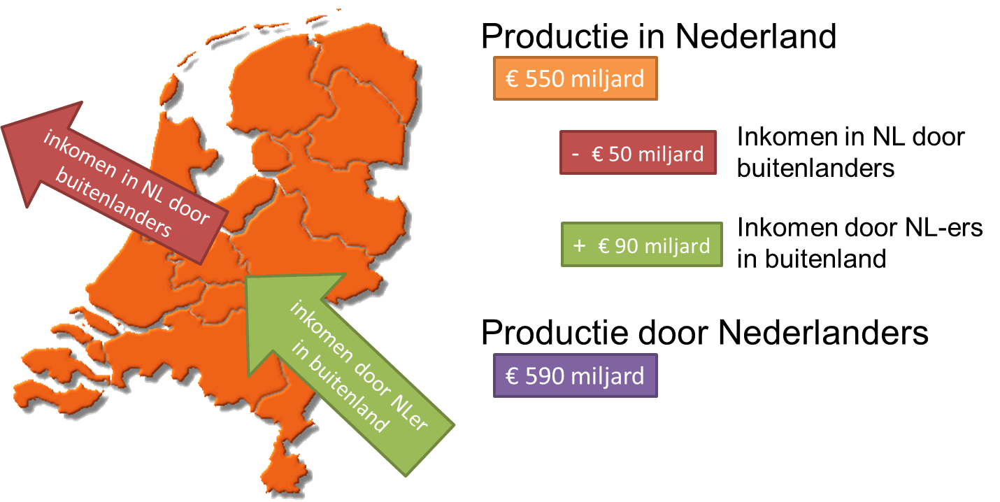 Productie in Nederland
€ 550 miljard
- € 50 miljard
Inkomen in NL door
buitenlanders
+ € 90 miljard
Inkomen door NL-ers
in buitenland
Productie door Nederlanders
€ 590 miljard
inkomen in NL door
buitenlanders
inkomen door NLer
in buitenland